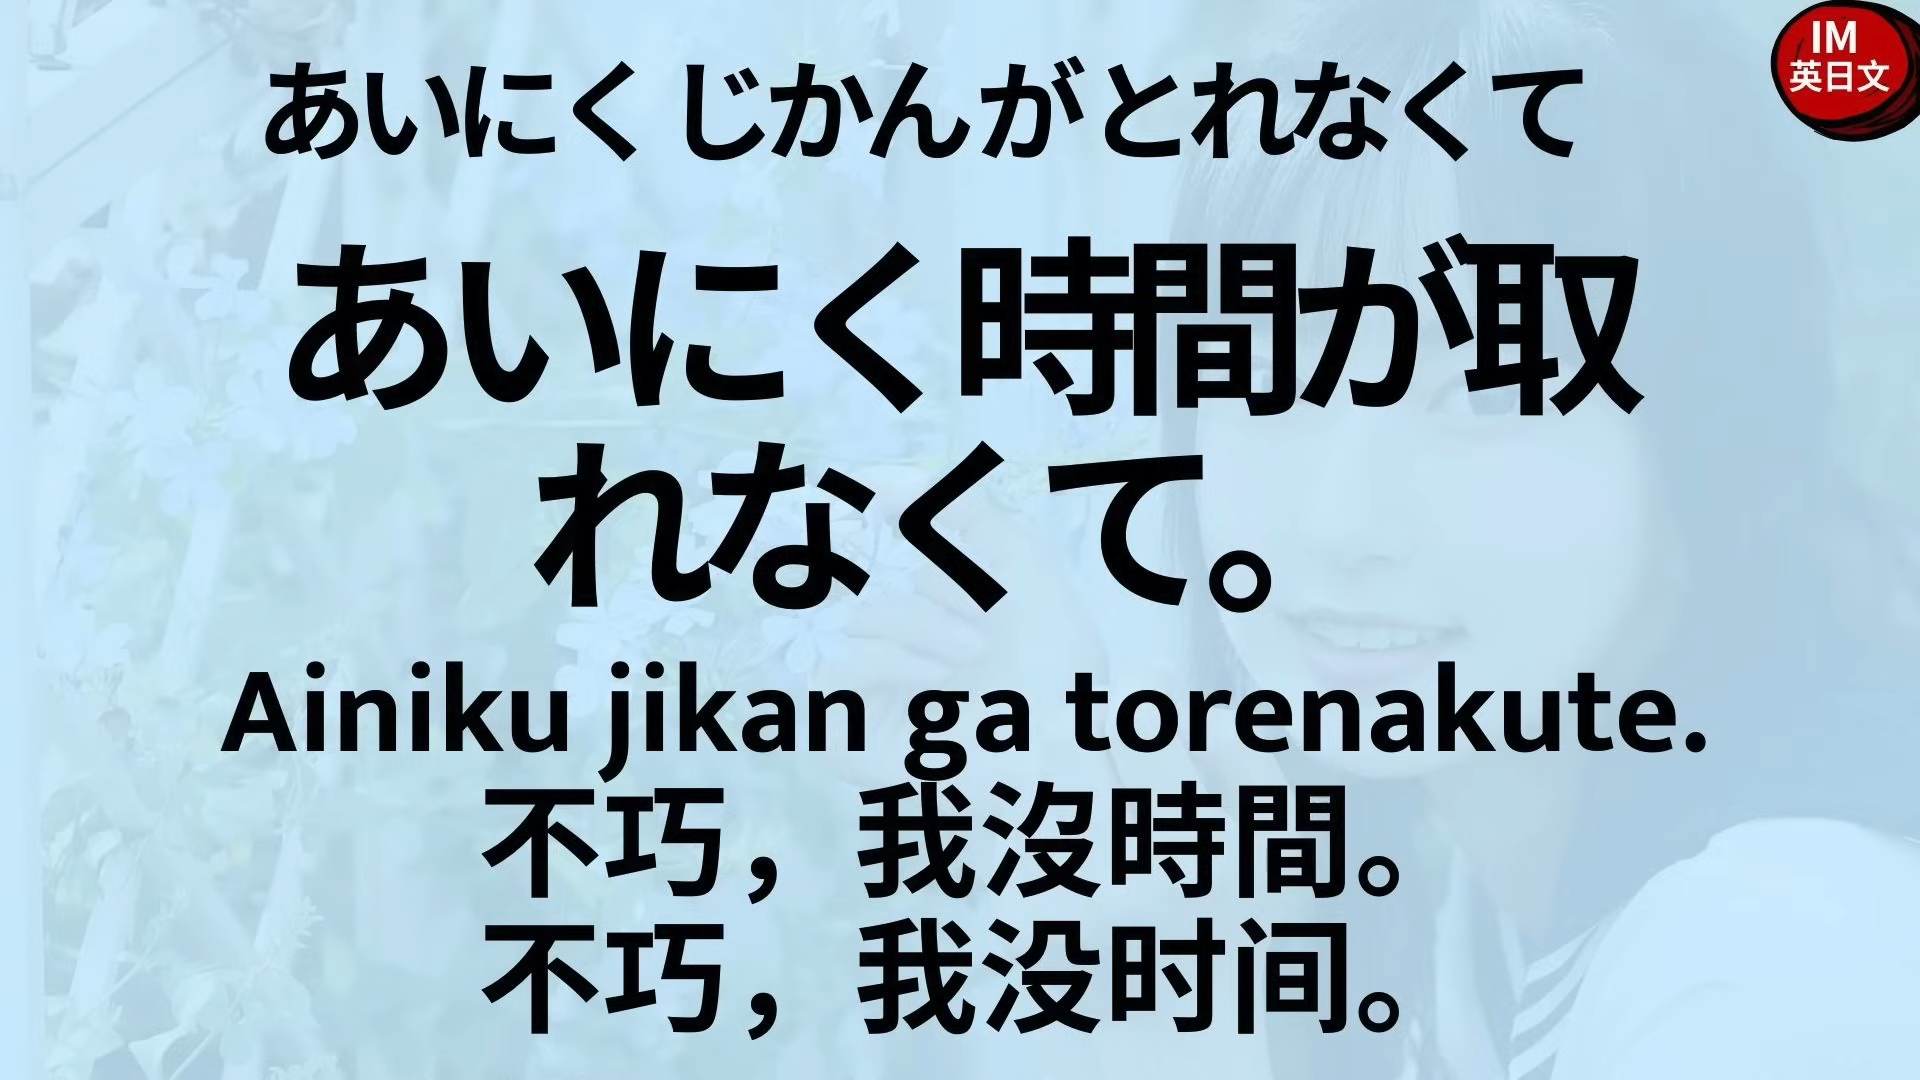 IM
英日文
あいにく じかん が とれなくて
あいにく時間が取
れなくて。
Ainiku jikan ga torenakute.
不巧，我沒時間。
不巧，我没时间。